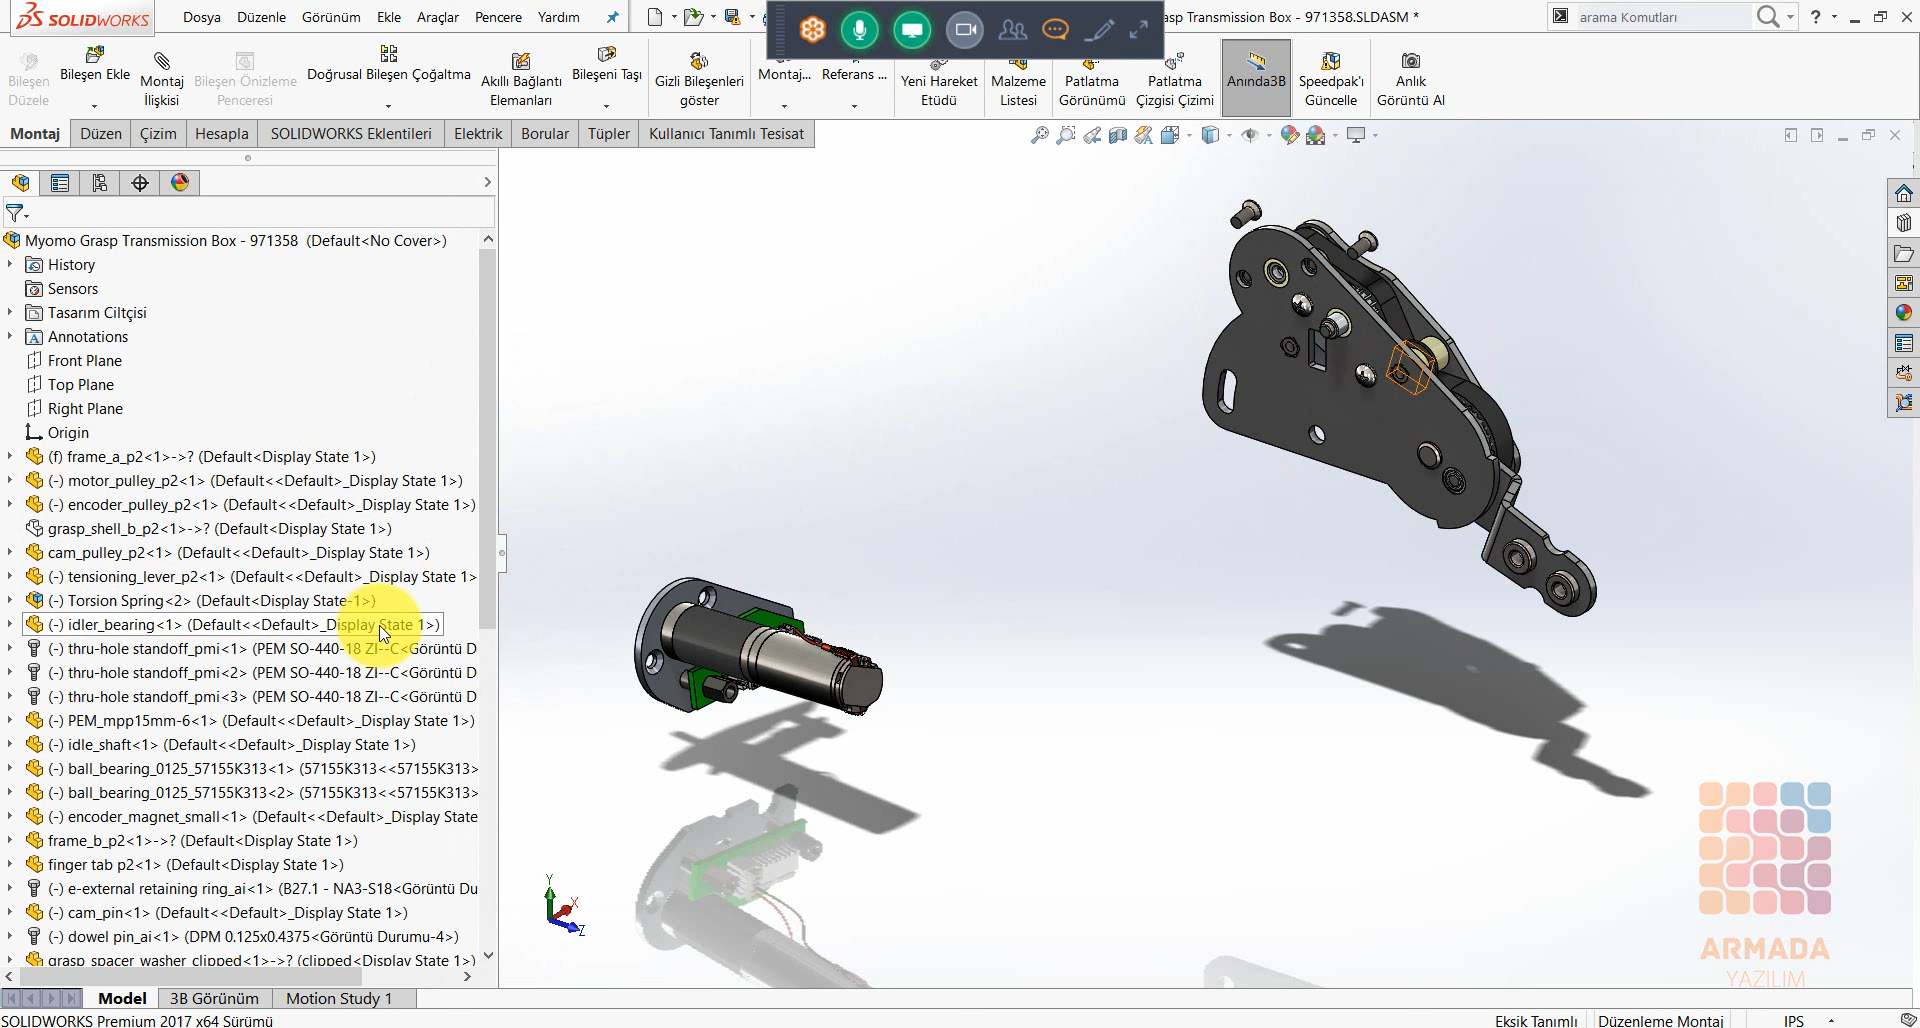 SOLIDWORKS
Dosya Düzenle Görünüm Ekle Araçlar Pencere Yardım
asp Transmission Box - 971358.SLDASM *
arama Komutları
Bileşen Düzele
Bileşen Ekle
Montaj İlişkisi
Bileşen Önizleme Penceresi
Doğrusal Bileşen Çoğaltma
Akıllı Bağlantı Elemanları
Bileşeni Taşı
Gizli Bileşenleri göster
Montaj...
Referans ...
Yeni Hareket Etüdü
Malzeme Listesi
Patlatma Görünümü
Patlatma Çizgisi Çizimi
Anında3B
Speedpak'ı Güncelle
Anlık Görüntü Al
Montaj Düzen Çizim Hesapla SOLIDWORKS Eklentileri Elektrik Borular Tüpler Kullanıcı Tanımlı Tesisat
Myomo Grasp Transmission Box - 971358 (Default<No Cover>)
History
Sensors
Tasarım Ciltçisi
Annotations
Front Plane
Top Plane
Right Plane
Origin
(f) frame_a_p2<1>->? (Default<Display State 1>)
(-) motor_pulley_p2<1> (Default<<Default>_Display State 1>)
(-) encoder_pulley_p2<1> (Default<<Default>_Display State 1>
grasp_shell_b_p2<1>->? (Default<Display State 1>)
cam_pulley_p2<1> (Default<<Default>_Display State 1>)
(-) tensioning_lever_p2<1> (Default<<Default>_Display State 1>
(-) Torsion Spring<2> (Default<Display State-1>)
(-) idler_bearing<1> (Default<<Default>_Display State 1>)
(-) thru-hole standoff_pmi<1> (PEM SO-440-18 ZI--C<Görüntü D
(-) thru-hole standoff_pmi<2> (PEM SO-440-18 ZI--C<Görüntü D
(-) thru-hole standoff_pmi<3> (PEM SO-440-18 ZI--C<Görüntü D
(-) PEM_mpp15mm-6<1> (Default<<Default>_Display State 1>)
(-) idle_shaft<1> (Default<<Default>_Display State 1>)
(-) ball_bearing_0125_57155K313<1> (57155K313<<57155K313>
(-) ball_bearing_0125_57155K313<2> (57155K313<<57155K313>
(-) encoder_magnet_small<1> (Default<<Default>_Display State
frame_b_p2<1>->? (Default<Display State 1>)
finger tab p2<1> (Default<Display State 1>)
(-) e-external retaining ring_ai<1> (B27.1 - NA3-S18<Görüntü Du
(-) cam_pin<1> (Default<<Default>_Display State 1>)
(-) dowel pin_ai<1> (DPM 0.125x0.4375<Görüntü Durumu-4>)
grasp spacer washer clipped<1>->? (clipped<Display State 1>)
Y
X
Z
ARMADA
YAZILIM
Model 3B Görünüm Motion Study 1
SOLIDWORKS Premium 2017 x64 Sürümü
Eksik Tanımlı Düzenleme Montaj IPS